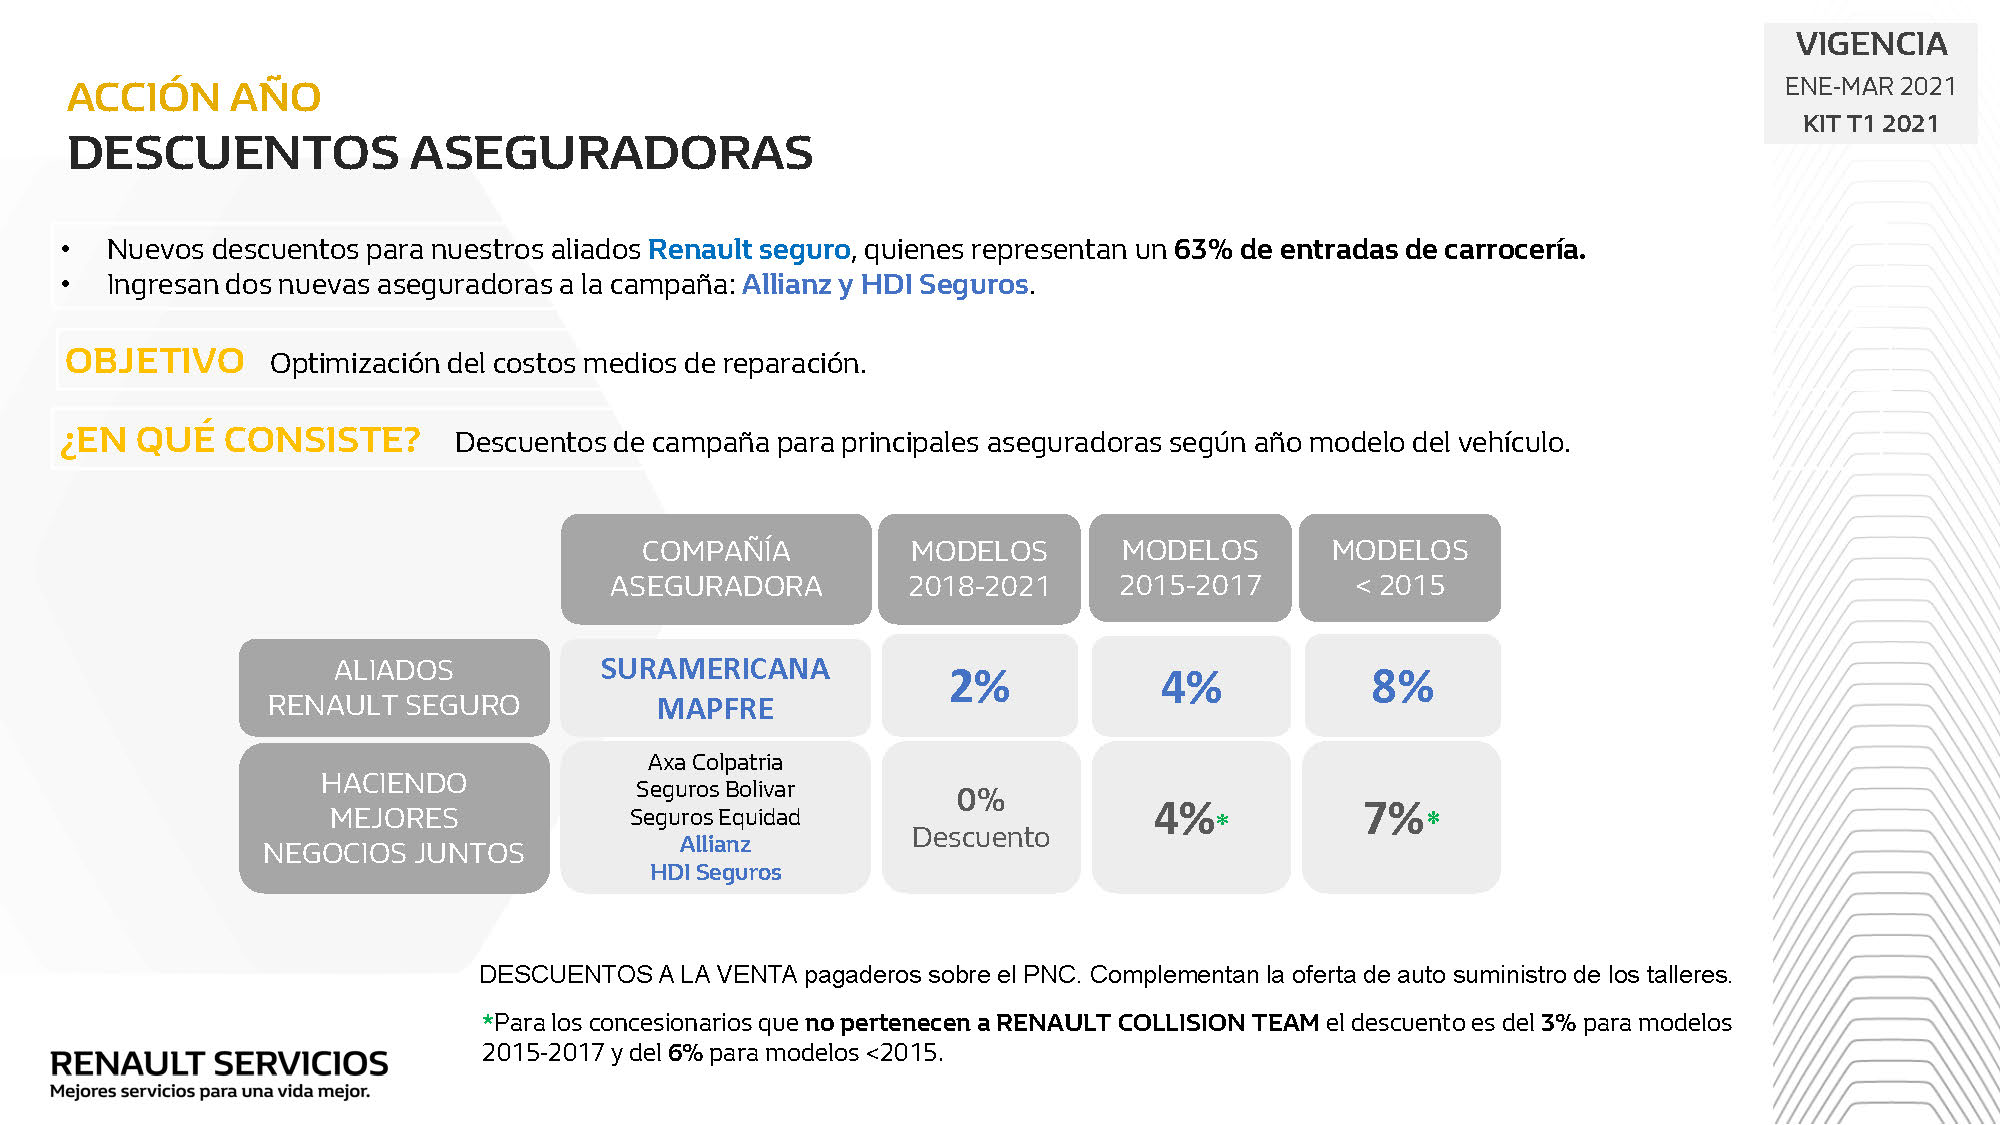 VIGENCIA
ENE-MAR 2021
KIT T1 2021
ACCIÓN AÑO
DESCUENTOS ASEGURADORAS
• Nuevos descuentos para nuestros aliados Renault seguro, quienes representan un 63% de entradas de carrocería.
• Ingresan dos nuevas aseguradoras a la campaña: Allianz y HDI Seguros.
OBJETIVO Optimización del costos medios de reparación.
¿EN QUÉ CONSISTE? Descuentos de campaña para principales aseguradoras según año modelo del vehículo.
COMPAÑÍA
ASEGURADORA
MODELOS
2018-2021
MODELOS
2015-2017
MODELOS
< 2015
ALIADOS
RENAULT SEGURO
SURAMERICANA
MAPFRE
2%
4%
8%
HACIENDO
MEJORES
NEGOCIOS JUNTOS
Axa Colpatria
Seguros Bolivar
Seguros Equidad
Allianz
HDI Seguros
0%
Descuento
4%*
7%*
DESCUENTOS A LA VENTA pagaderos sobre el PNC. Complementan la oferta de auto suministro de los talleres.
*Para los concesionarios que no pertenecen a RENAULT COLLISION TEAM el descuento es del 3% para modelos
2015-2017 y del 6% para modelos <2015.
RENAULT SERVICIOS
Mejores servicios para una vida mejor.